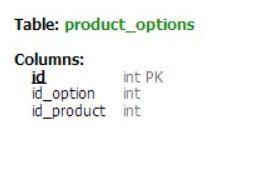 Table: product_options
Columns:
id int PK
id_option int
id_product int